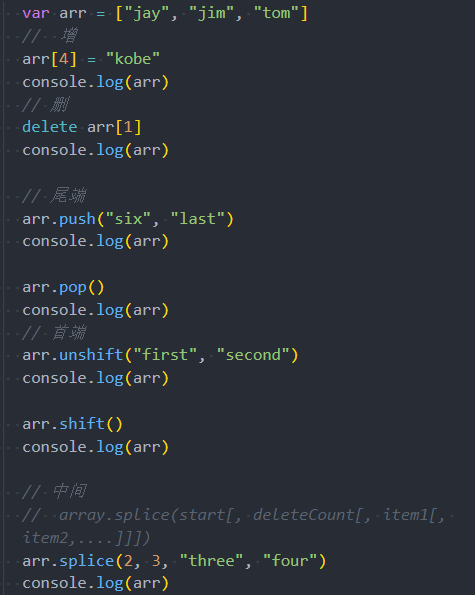 var arr = ["jay", "jim", "tom"]
// 增
arr[4] = "kobe"
console.log(arr)
// 删
delete arr[1]
console.log(arr)
// 尾端
arr.push("six", "last")
console.log(arr)
arr.pop()
console.log(arr)
// 首端
arr.unshift("first", "second")
console.log(arr)
arr.shift()
console.log(arr)
// 中间
// array.splice(start[, deleteCount[, item1[,
item2,....]]])
arr.splice(2, 3, "three", "four")
console.log(arr)